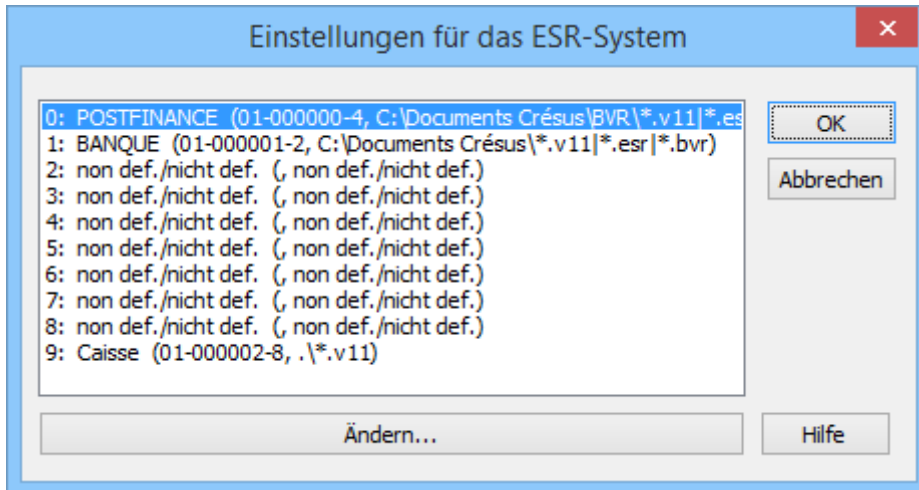 Einstellungen für das ESR-System
0: POSTFINANCE (01-000000-4, C:\Documents Crésus\BVR\*.v11|*.es
1: BANQUE (01-000001-2, C:\Documents Crésus\*.v11|*.esr|*.bvr)
2: non def./nicht def. (, non def./nicht def.)
3: non def./nicht def. (, non def./nicht def.)
4: non def./nicht def. (, non def./nicht def.)
5: non def./nicht def. (, non def./nicht def.)
6: non def./nicht def. (, non def./nicht def.)
7: non def./nicht def. (, non def./nicht def.)
8: non def./nicht def. (, non def./nicht def.)
9: Caisse (01-000002-8, .\*.v11)
OK
Abbrechen
Ändern...
Hilfe